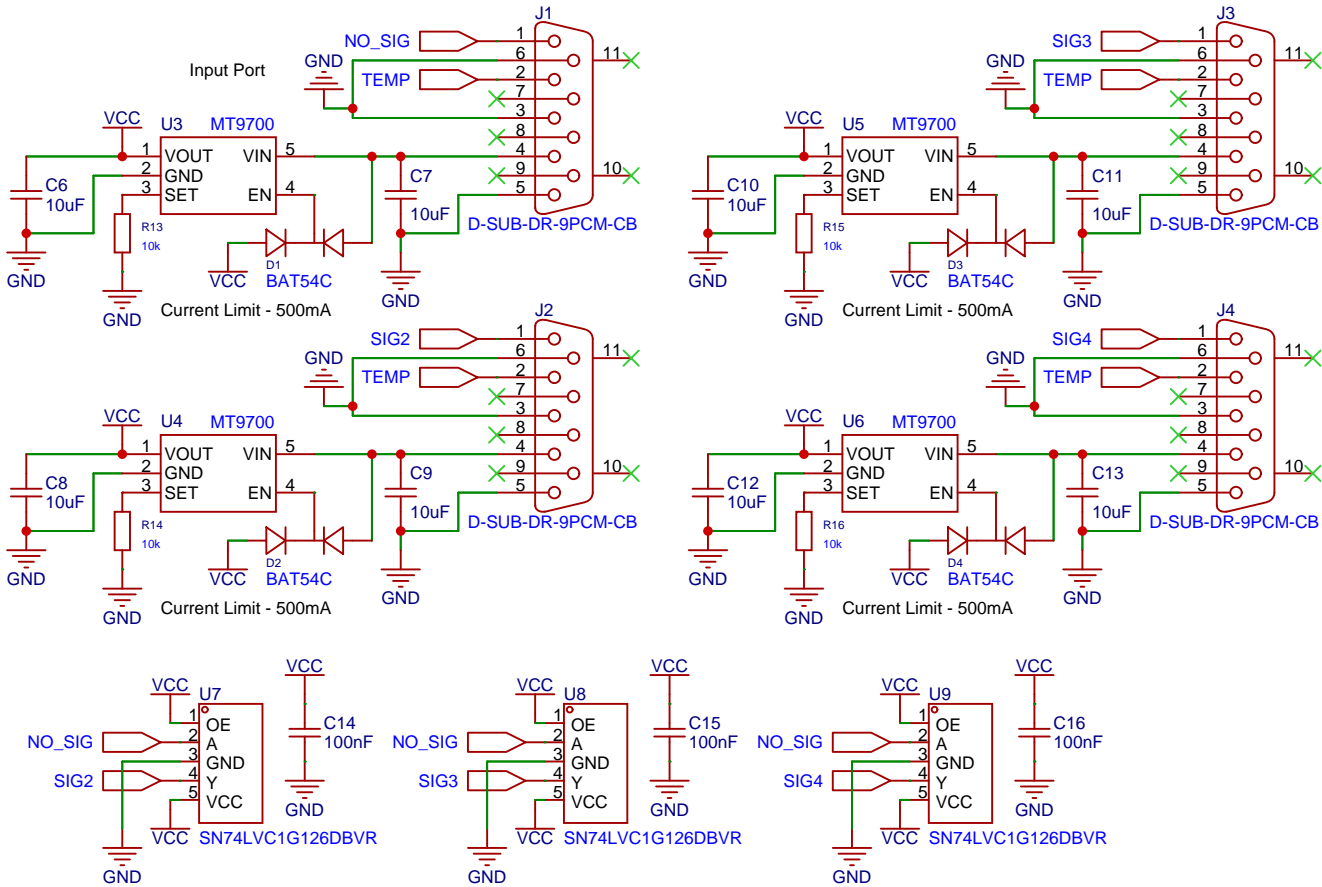 J1
1
NO_SIG
6
11
GND
2
TEMP
7
3
8
4
9
10
5
D-SUB-DR-9PCM-CB
Input Port
VCC
U3
MT9700
1
VOUT
VIN
5
2
GND
3
SET
EN
4
C6
10uF
C7
10uF
R13
10k
D1
BAT54C
VCC
GND
GND
GND
Current Limit - 500mA
J3
1
SIG3
6
11
GND
2
TEMP
7
3
8
4
9
10
5
D-SUB-DR-9PCM-CB
VCC
U5
MT9700
1
VOUT
VIN
5
2
GND
3
SET
EN
4
C10
10uF
C11
10uF
R15
10k
D3
BAT54C
VCC
GND
GND
GND
Current Limit - 500mA
J2
1
SIG2
6
11
GND
2
TEMP
7
3
8
4
9
10
5
D-SUB-DR-9PCM-CB
VCC
U4
MT9700
1
VOUT
VIN
5
2
GND
3
SET
EN
4
C8
10uF
C9
10uF
R14
10k
D2
BAT54C
VCC
GND
GND
GND
Current Limit - 500mA
J4
1
SIG4
6
11
GND
2
TEMP
7
3
8
4
9
10
5
D-SUB-DR-9PCM-CB
VCC
U6
MT9700
1
VOUT
VIN
5
2
GND
3
SET
EN
4
C12
10uF
C13
10uF
R16
10k
D4
BAT54C
VCC
GND
GND
GND
Current Limit - 500mA
VCC
U7
1
OE
NO_SIG
2
A
3
GND
SIG2
4
Y
5
VCC
VCC
SN74LVC1G126DBVR
GND
VCC
C14
100nF
GND
VCC
U8
1
OE
NO_SIG
2
A
3
GND
SIG3
4
Y
5
VCC
VCC
SN74LVC1G126DBVR
GND
VCC
C15
100nF
GND
VCC
U9
1
OE
NO_SIG
2
A
3
GND
SIG4
4
Y
5
VCC
VCC
SN74LVC1G126DBVR
GND
VCC
C16
100nF
GND